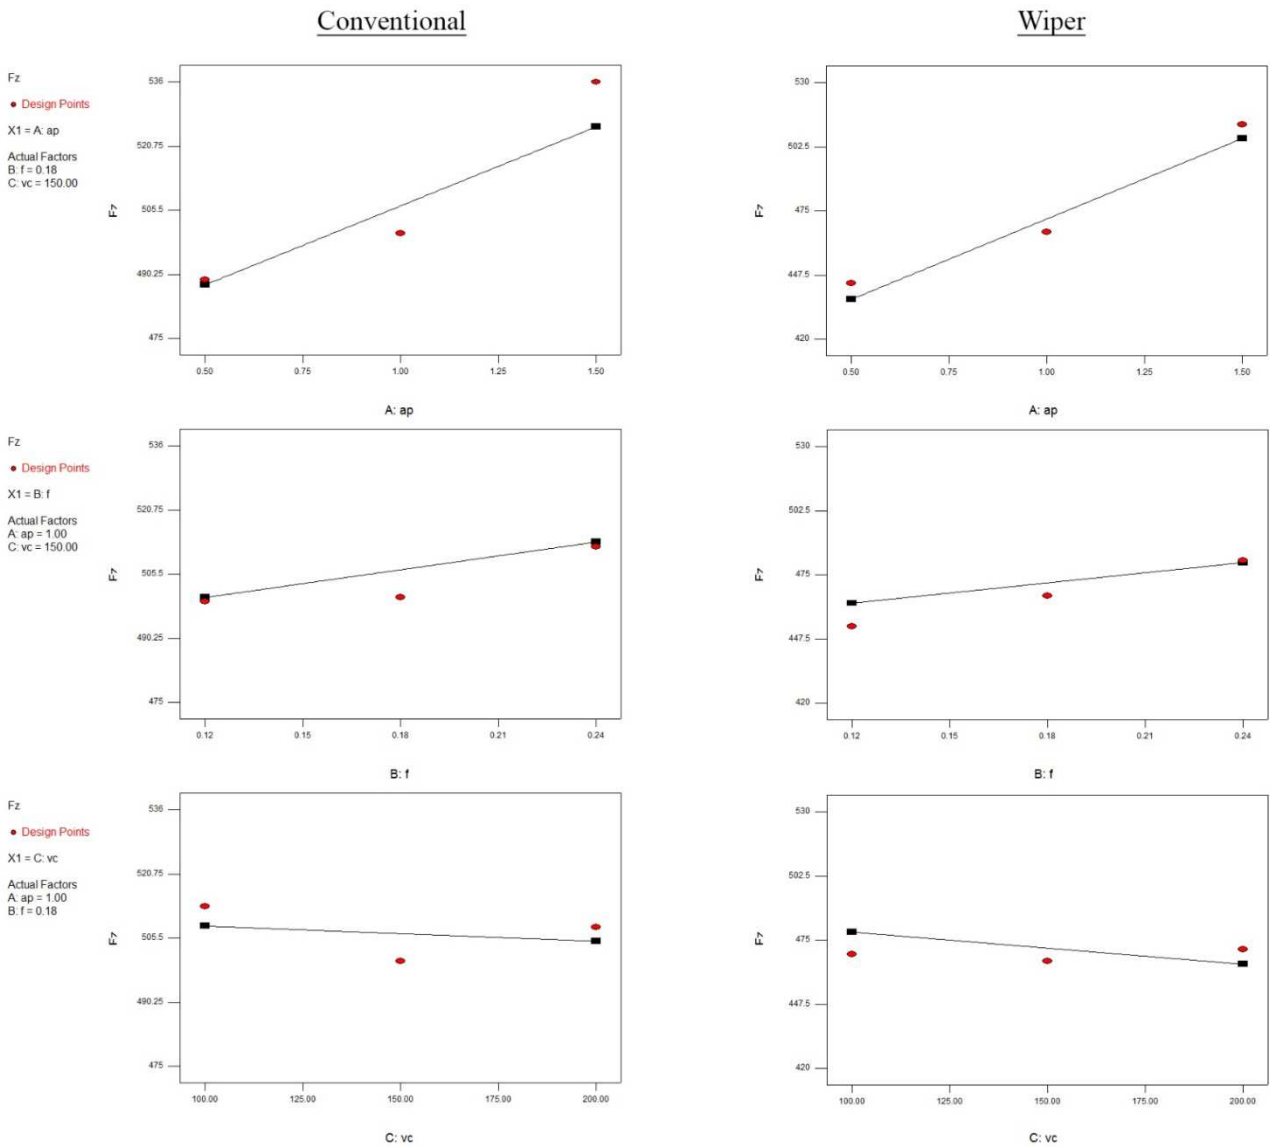 Conventional
Wiper
Fz
Design Points
X1 = A: ap
Actual Factors
B: f = 0.18
C: vc = 150.00
Fz
536
520.75
505.5
490.25
475
0.50
0.75
1.00
1.25
1.50
A: ap
Fz
530
502.5
475
447.5
420
0.50
0.75
1.00
1.25
1.50
A: ap
Fz
Design Points
X1 = B: f
Actual Factors
A: ap = 1.00
C: vc = 150.00
Fz
536
520.75
505.5
490.25
475
0.12
0.15
0.18
0.21
0.24
B: f
Fz
530
502.5
475
447.5
420
0.12
0.15
0.18
0.21
0.24
B: f
Fz
Design Points
X1 = C: vc
Actual Factors
A: ap = 1.00
B: f = 0.18
Fz
536
520.75
505.5
490.25
475
100.00
125.00
150.00
175.00
200.00
C: vc
Fz
530
502.5
475
447.5
420
100.00
125.00
150.00
175.00
200.00
C: vc